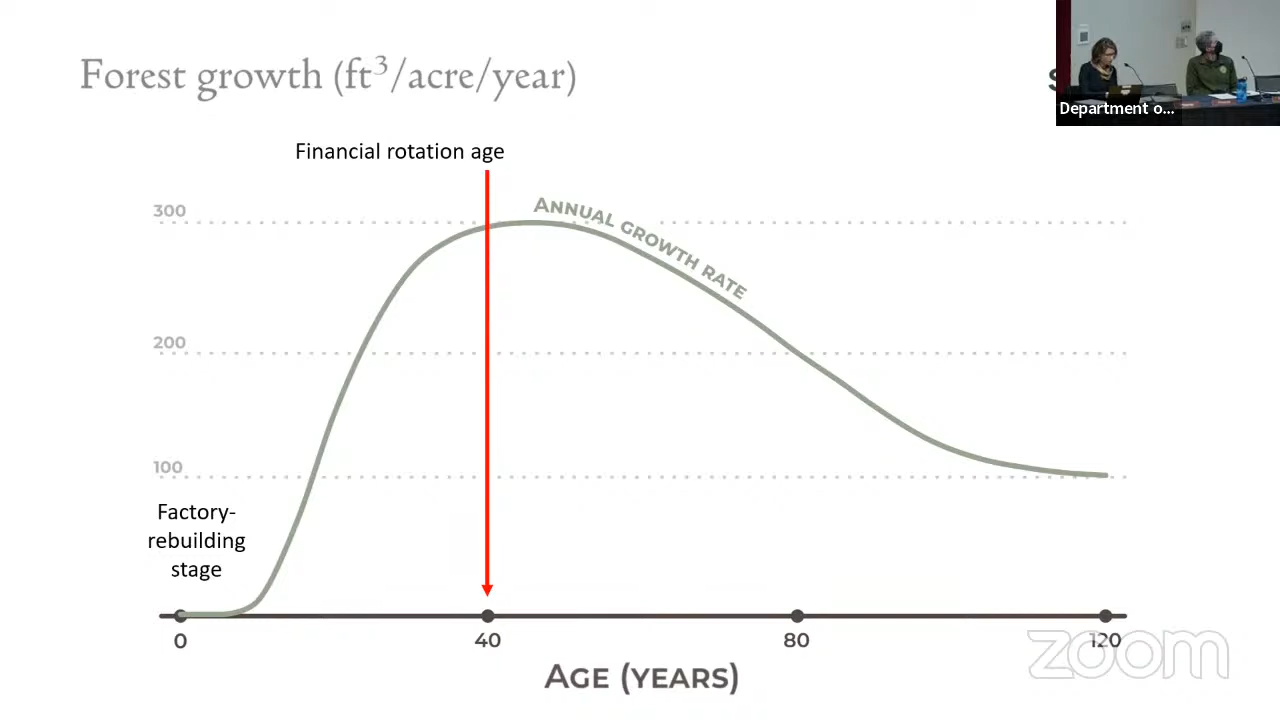 Forest growth (ft³/acre/year)
Department o...
Financial rotation age
300
ANNUAL GROWTH RATE
200
100
Factory-
rebuilding
stage
0
40
80
120
AGE (YEARS)
zoom